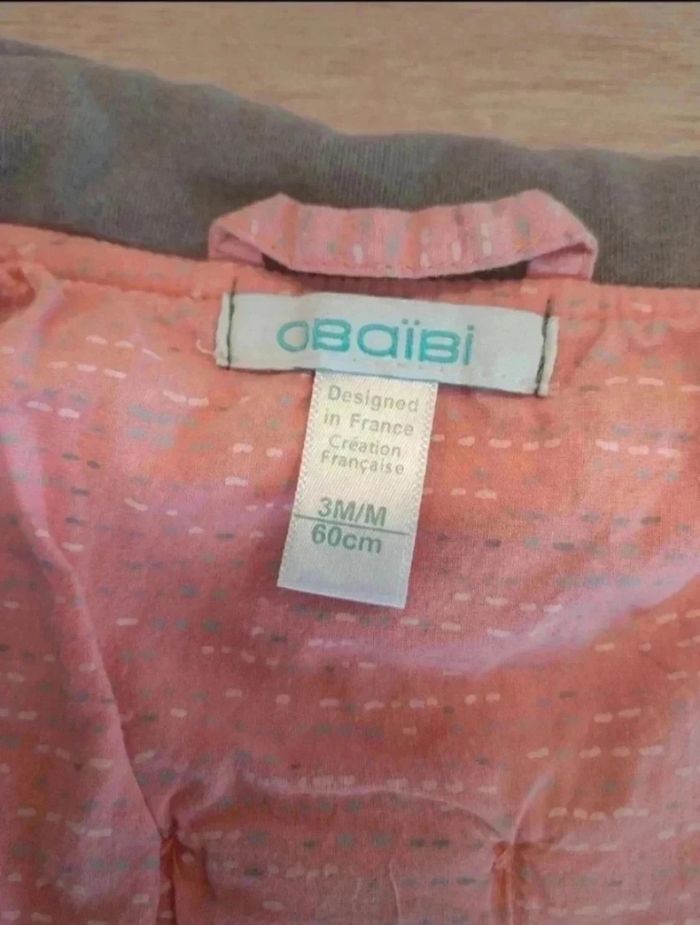 OBaïBi
Designed
in France
Création
Française
3M/M
60cm